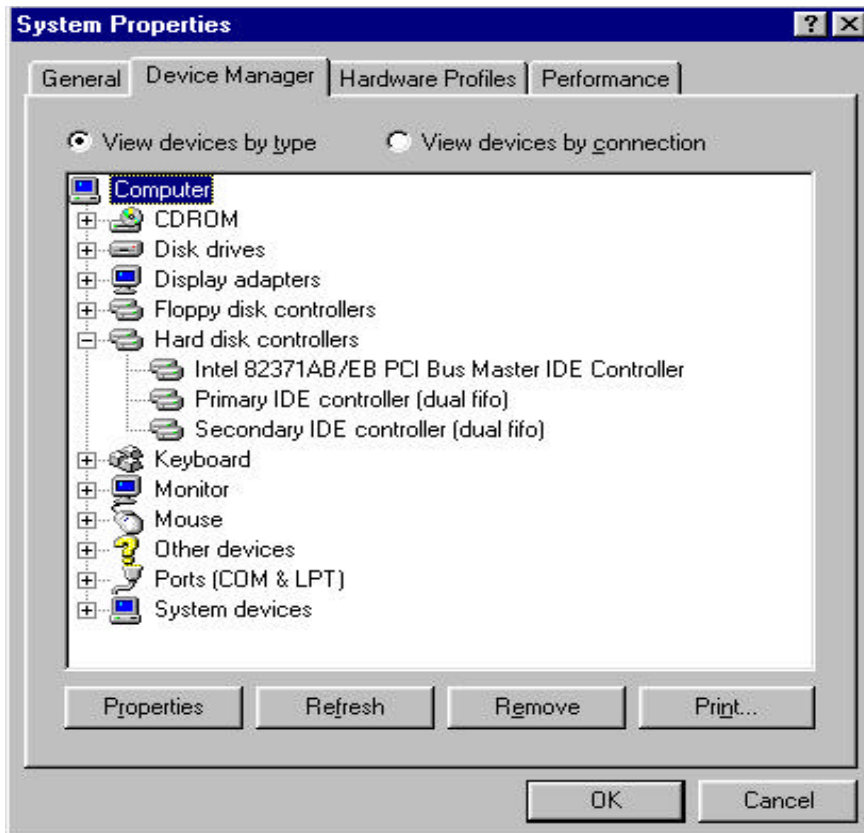 System Properties
General Device Manager Hardware Profiles Performance
View devices by type View devices by connection
Computer
CDROM
Disk drives
Display adapters
Floppy disk controllers
Hard disk controllers
Intel 82371AB/EB PCI Bus Master IDE Controller
Primary IDE controller (dual fifo)
Secondary IDE controller (dual fifo)
Keyboard
Monitor
Mouse
Other devices
Ports (COM & LPT)
System devices
Properties Refresh Remove Print...
OK Cancel